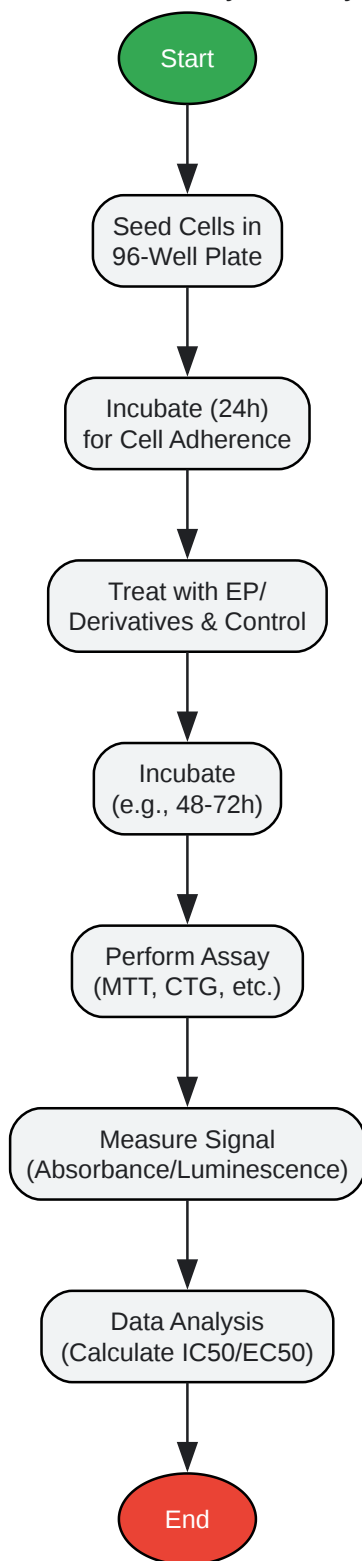 Start
Seed Cells in
96-Well Plate
Incubate (24h)
for Cell Adherence
Treat with EP/
Derivatives & Control
Incubate
(e.g., 48-72h)
Perform Assay
(MTT, CTG, etc.)
Measure Signal
(Absorbance/Luminescence)
Data Analysis
(Calculate IC50/EC50)
End